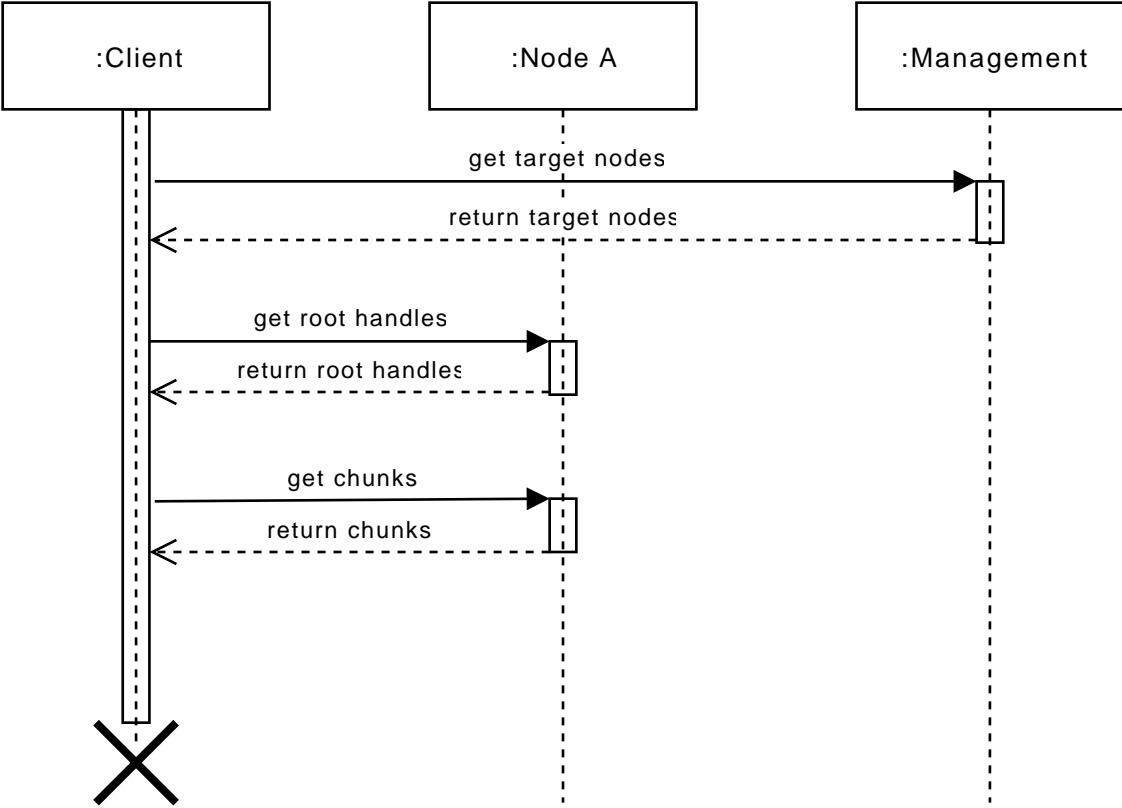 :Client
:Node A
:Management
get target nodes
return target nodes
get root handles
return root handles
get chunks
return chunks